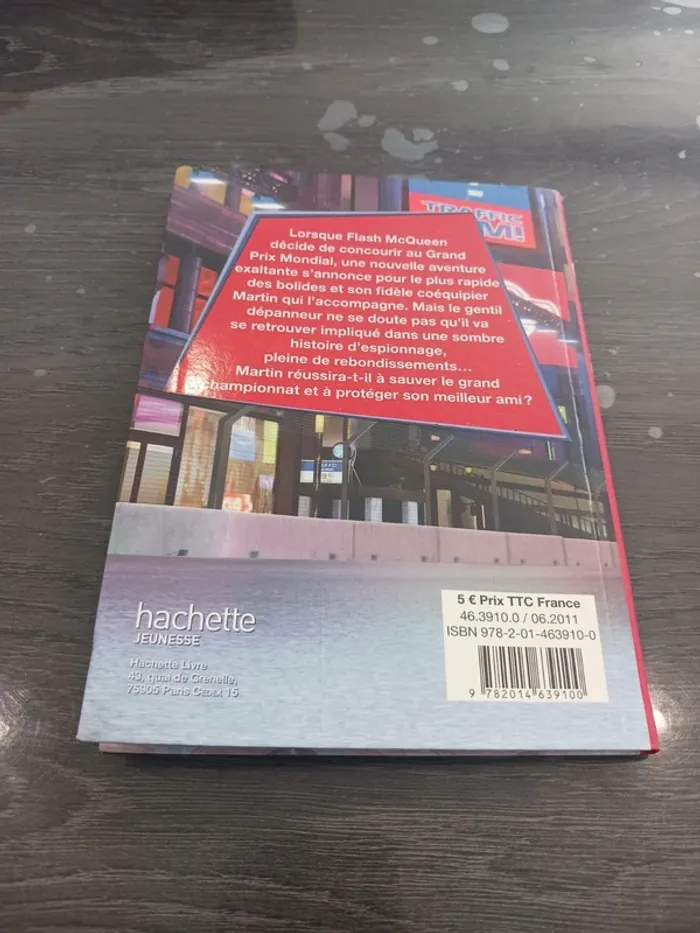 TRAFFIC
Lorsque Flash McQueen
décide de concourir au Grand
Prix Mondial, une nouvelle aventure
exaltante s'annonce pour le plus rapide
des bolides et son fidèle coéquipier
Martin qui l'accompagne. Mais le gentil
dépanneur ne se doute pas qu'il va
se retrouver impliqué dans une sombre
histoire d'espionnage,
pleine de rebondissements...
Martin réussira-t-il à sauver le grand
championnat et à protéger son meilleur ami ?
hachette
JEUNESSE
Hachette Livre
43, quai de Grenelle,
75905 Paris Cedex 15
5 € Prix TTC France
46.3910.0 / 06.2011
ISBN 978-2-01-463910-0
9 782014 639100